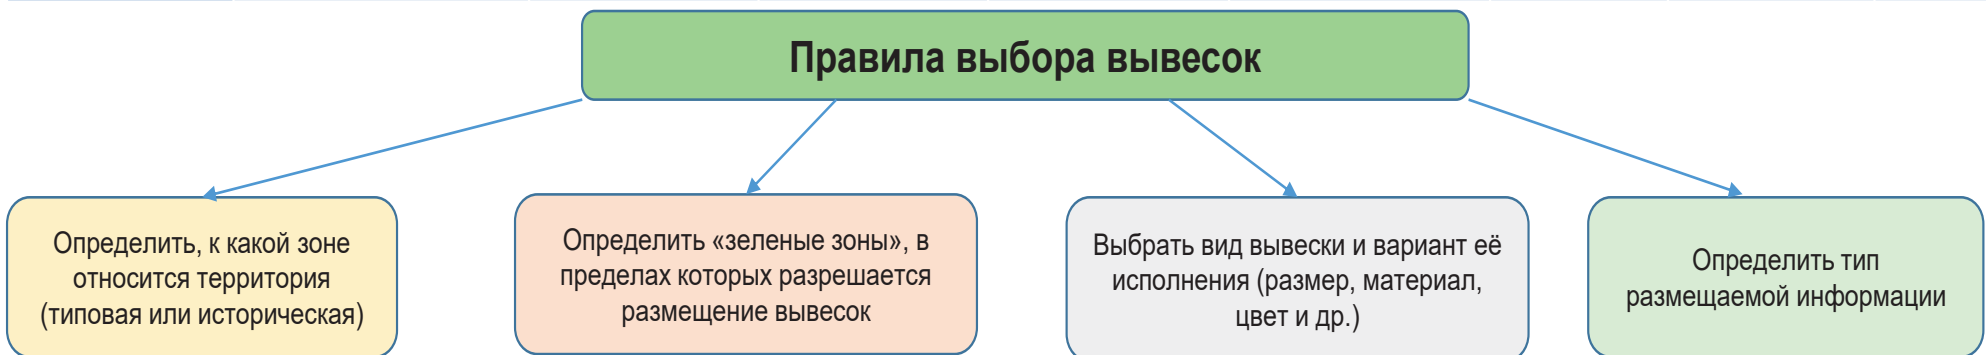 Правила выбора вывесок
Определить, к какой зоне
относится территория
(типовая или историческая)
Определить «зеленые зоны», в
пределах которых разрешается
размещение вывесок
Выбрать вид вывески и вариант её
исполнения (размер, материал,
цвет и др.)
Определить тип
размещаемой информации